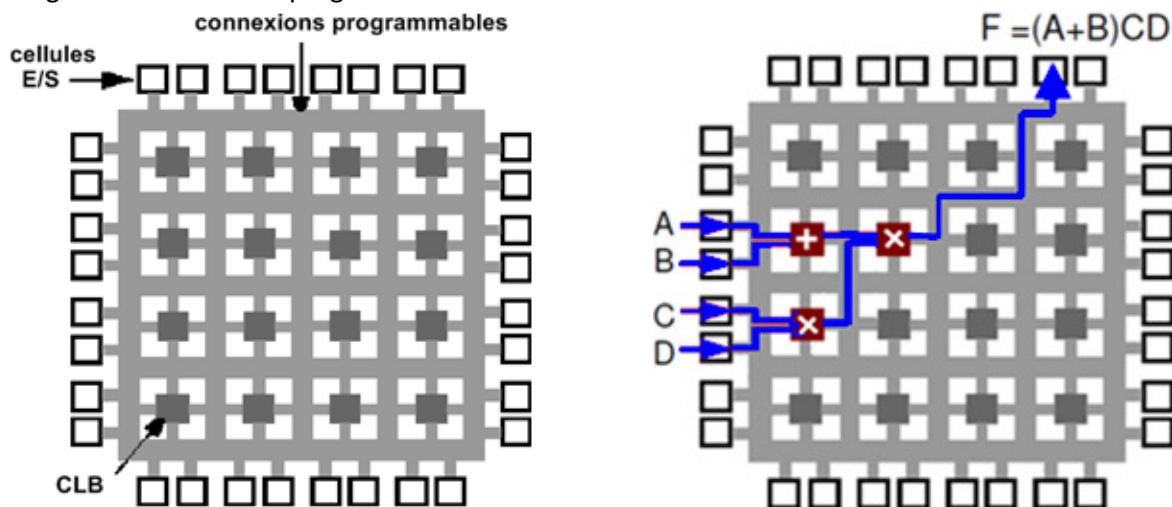 connexions programmables
cellules
E/S
CLB
F =(A+B)CD
A
B
C
D
+
×
×